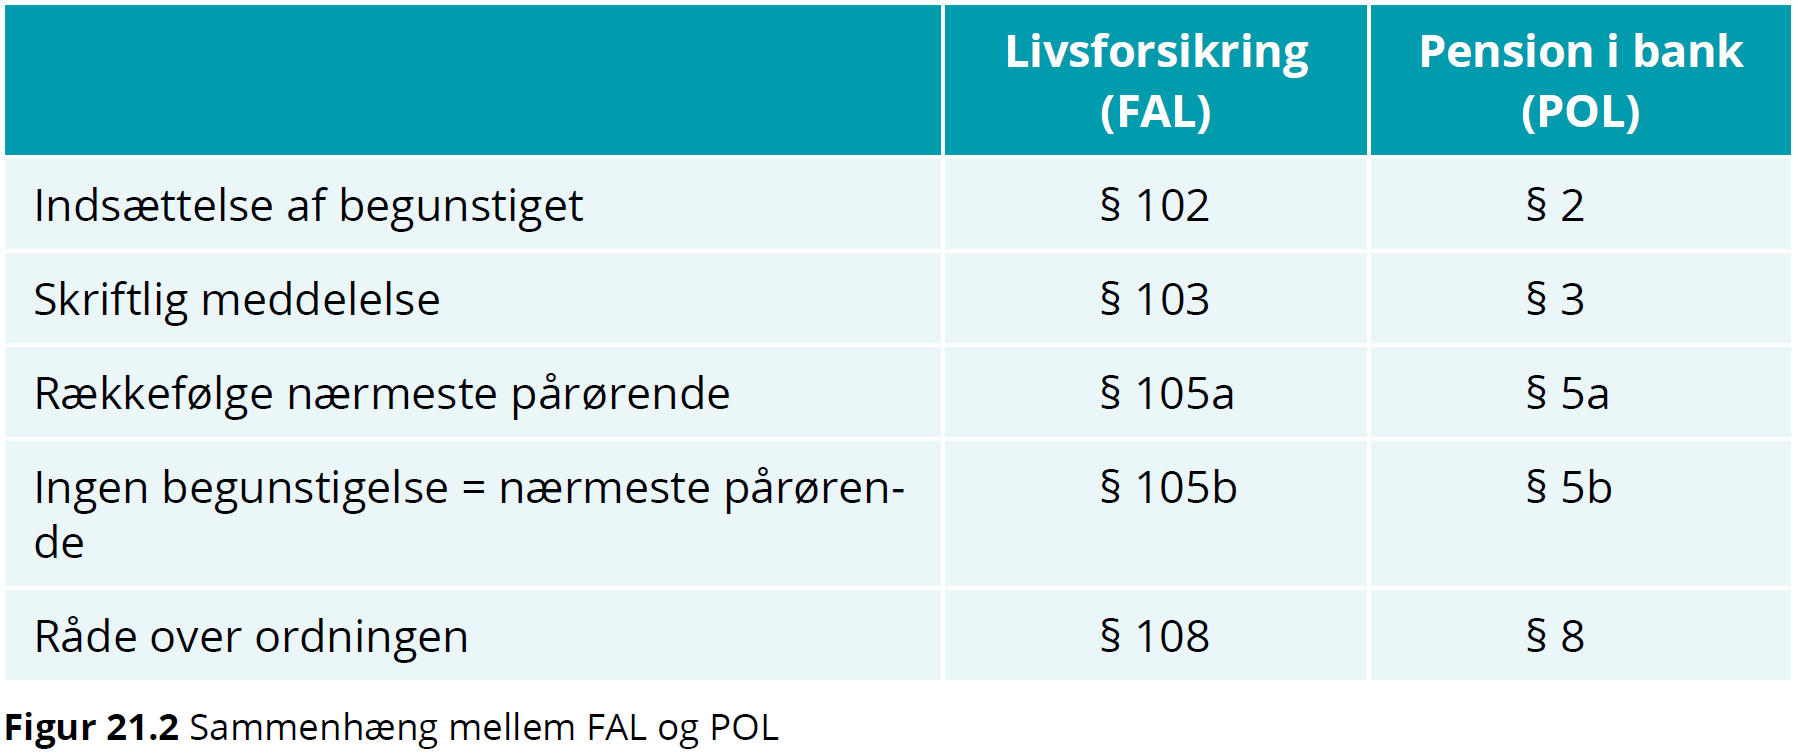 Livsforsikring Pension i bank
(FAL) (POL)
Indsættelse af begunstiget § 102 § 2
Skriftlig meddelelse § 103 § 3
Rækkefølge nærmeste pårørende § 105a § 5a
Ingen begunstigelse = nærmeste pårøren- § 105b § 5b
de
Råde over ordningen § 108 § 8
Figur 21.2 Sammenhæng mellem FAL og POL